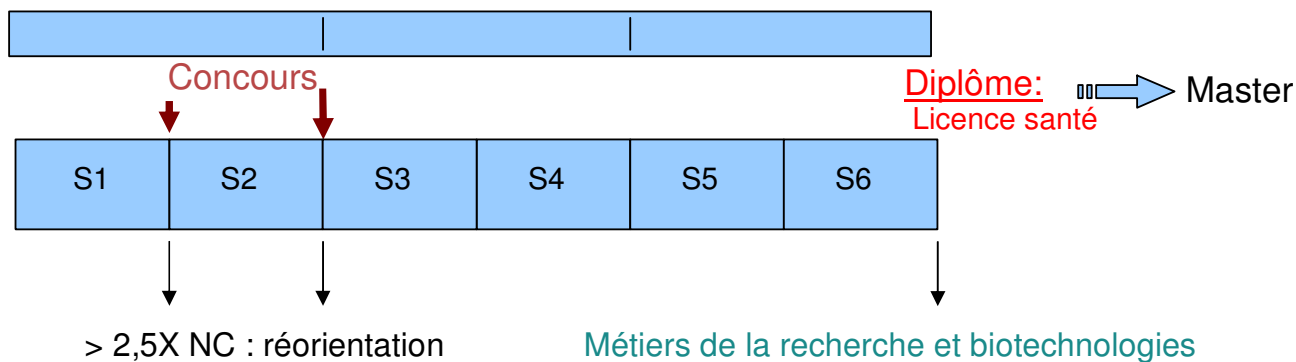 Concours
Diplôme:
Licence santé
Master
S1 S2 S3 S4 S5 S6
> 2,5X NC : réorientation
Métiers de la recherche et biotechnologies